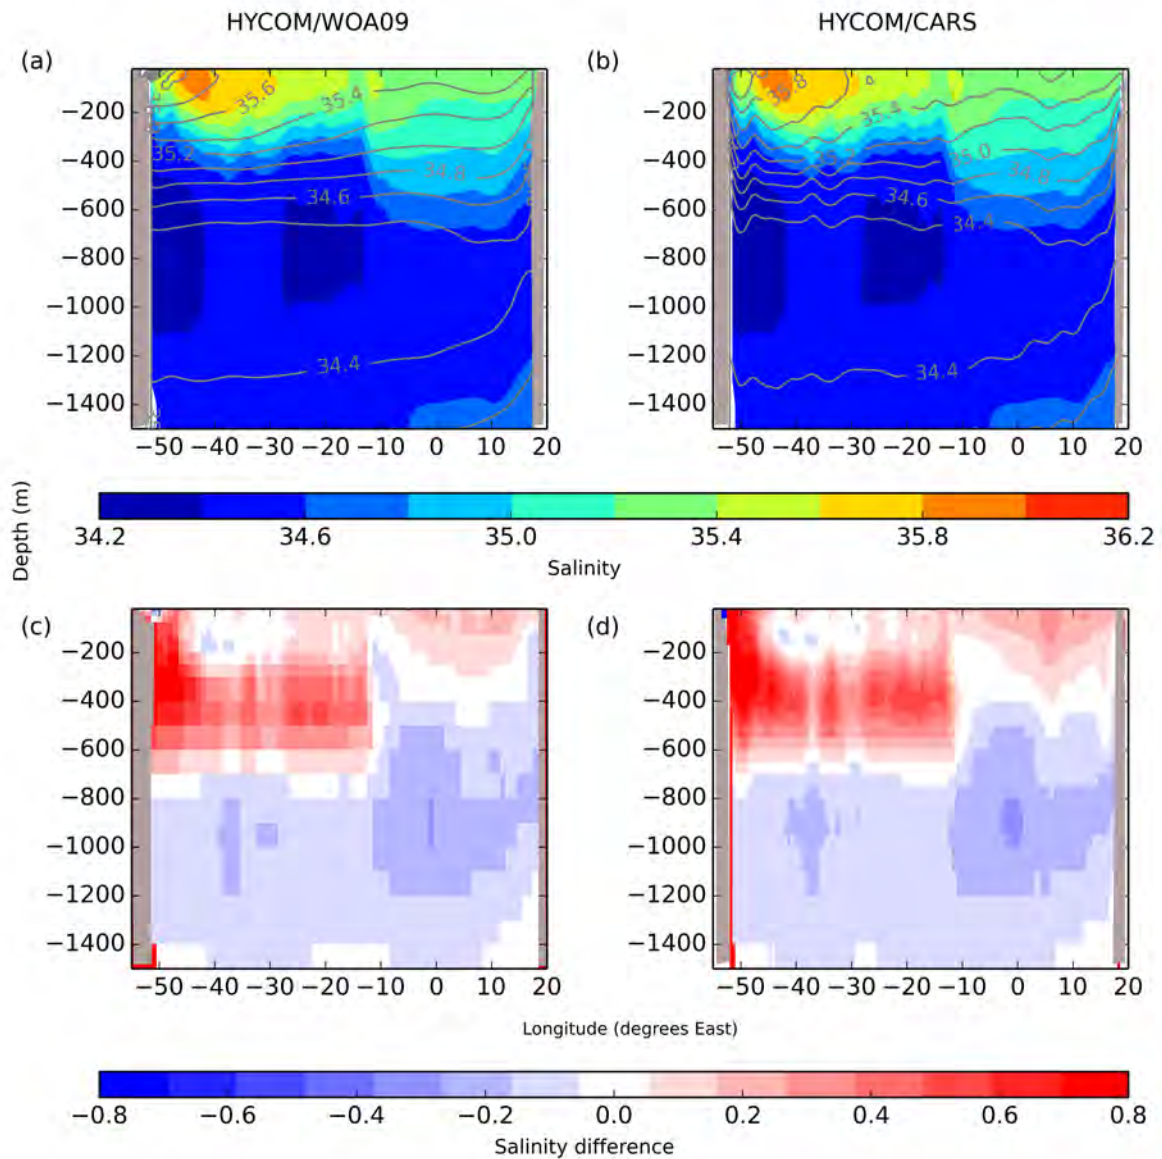 HYCOM/WOA09
HYCOM/CARS
(a)
−200
−400
−600
−800
−1000
−1200
−1400
35.6
35.4
35.2
34.8
34.6
34.4
−50 −40 −30 −20 −10 0 10 20
(b)
−200
−400
−600
−800
−1000
−1200
−1400
35.8
35.4
35.2
35.0
34.8
34.6
34.4
34.4
−50 −40 −30 −20 −10 0 10 20
Depth (m)
34.2 34.6 35.0 35.4 35.8 36.2
Salinity
(c)
−200
−400
−600
−800
−1000
−1200
−1400
−50 −40 −30 −20 −10 0 10 20
(d)
−200
−400
−600
−800
−1000
−1200
−1400
−50 −40 −30 −20 −10 0 10 20
Longitude (degrees East)
−0.8 −0.6 −0.4 −0.2 0.0 0.2 0.4 0.6 0.8
Salinity difference